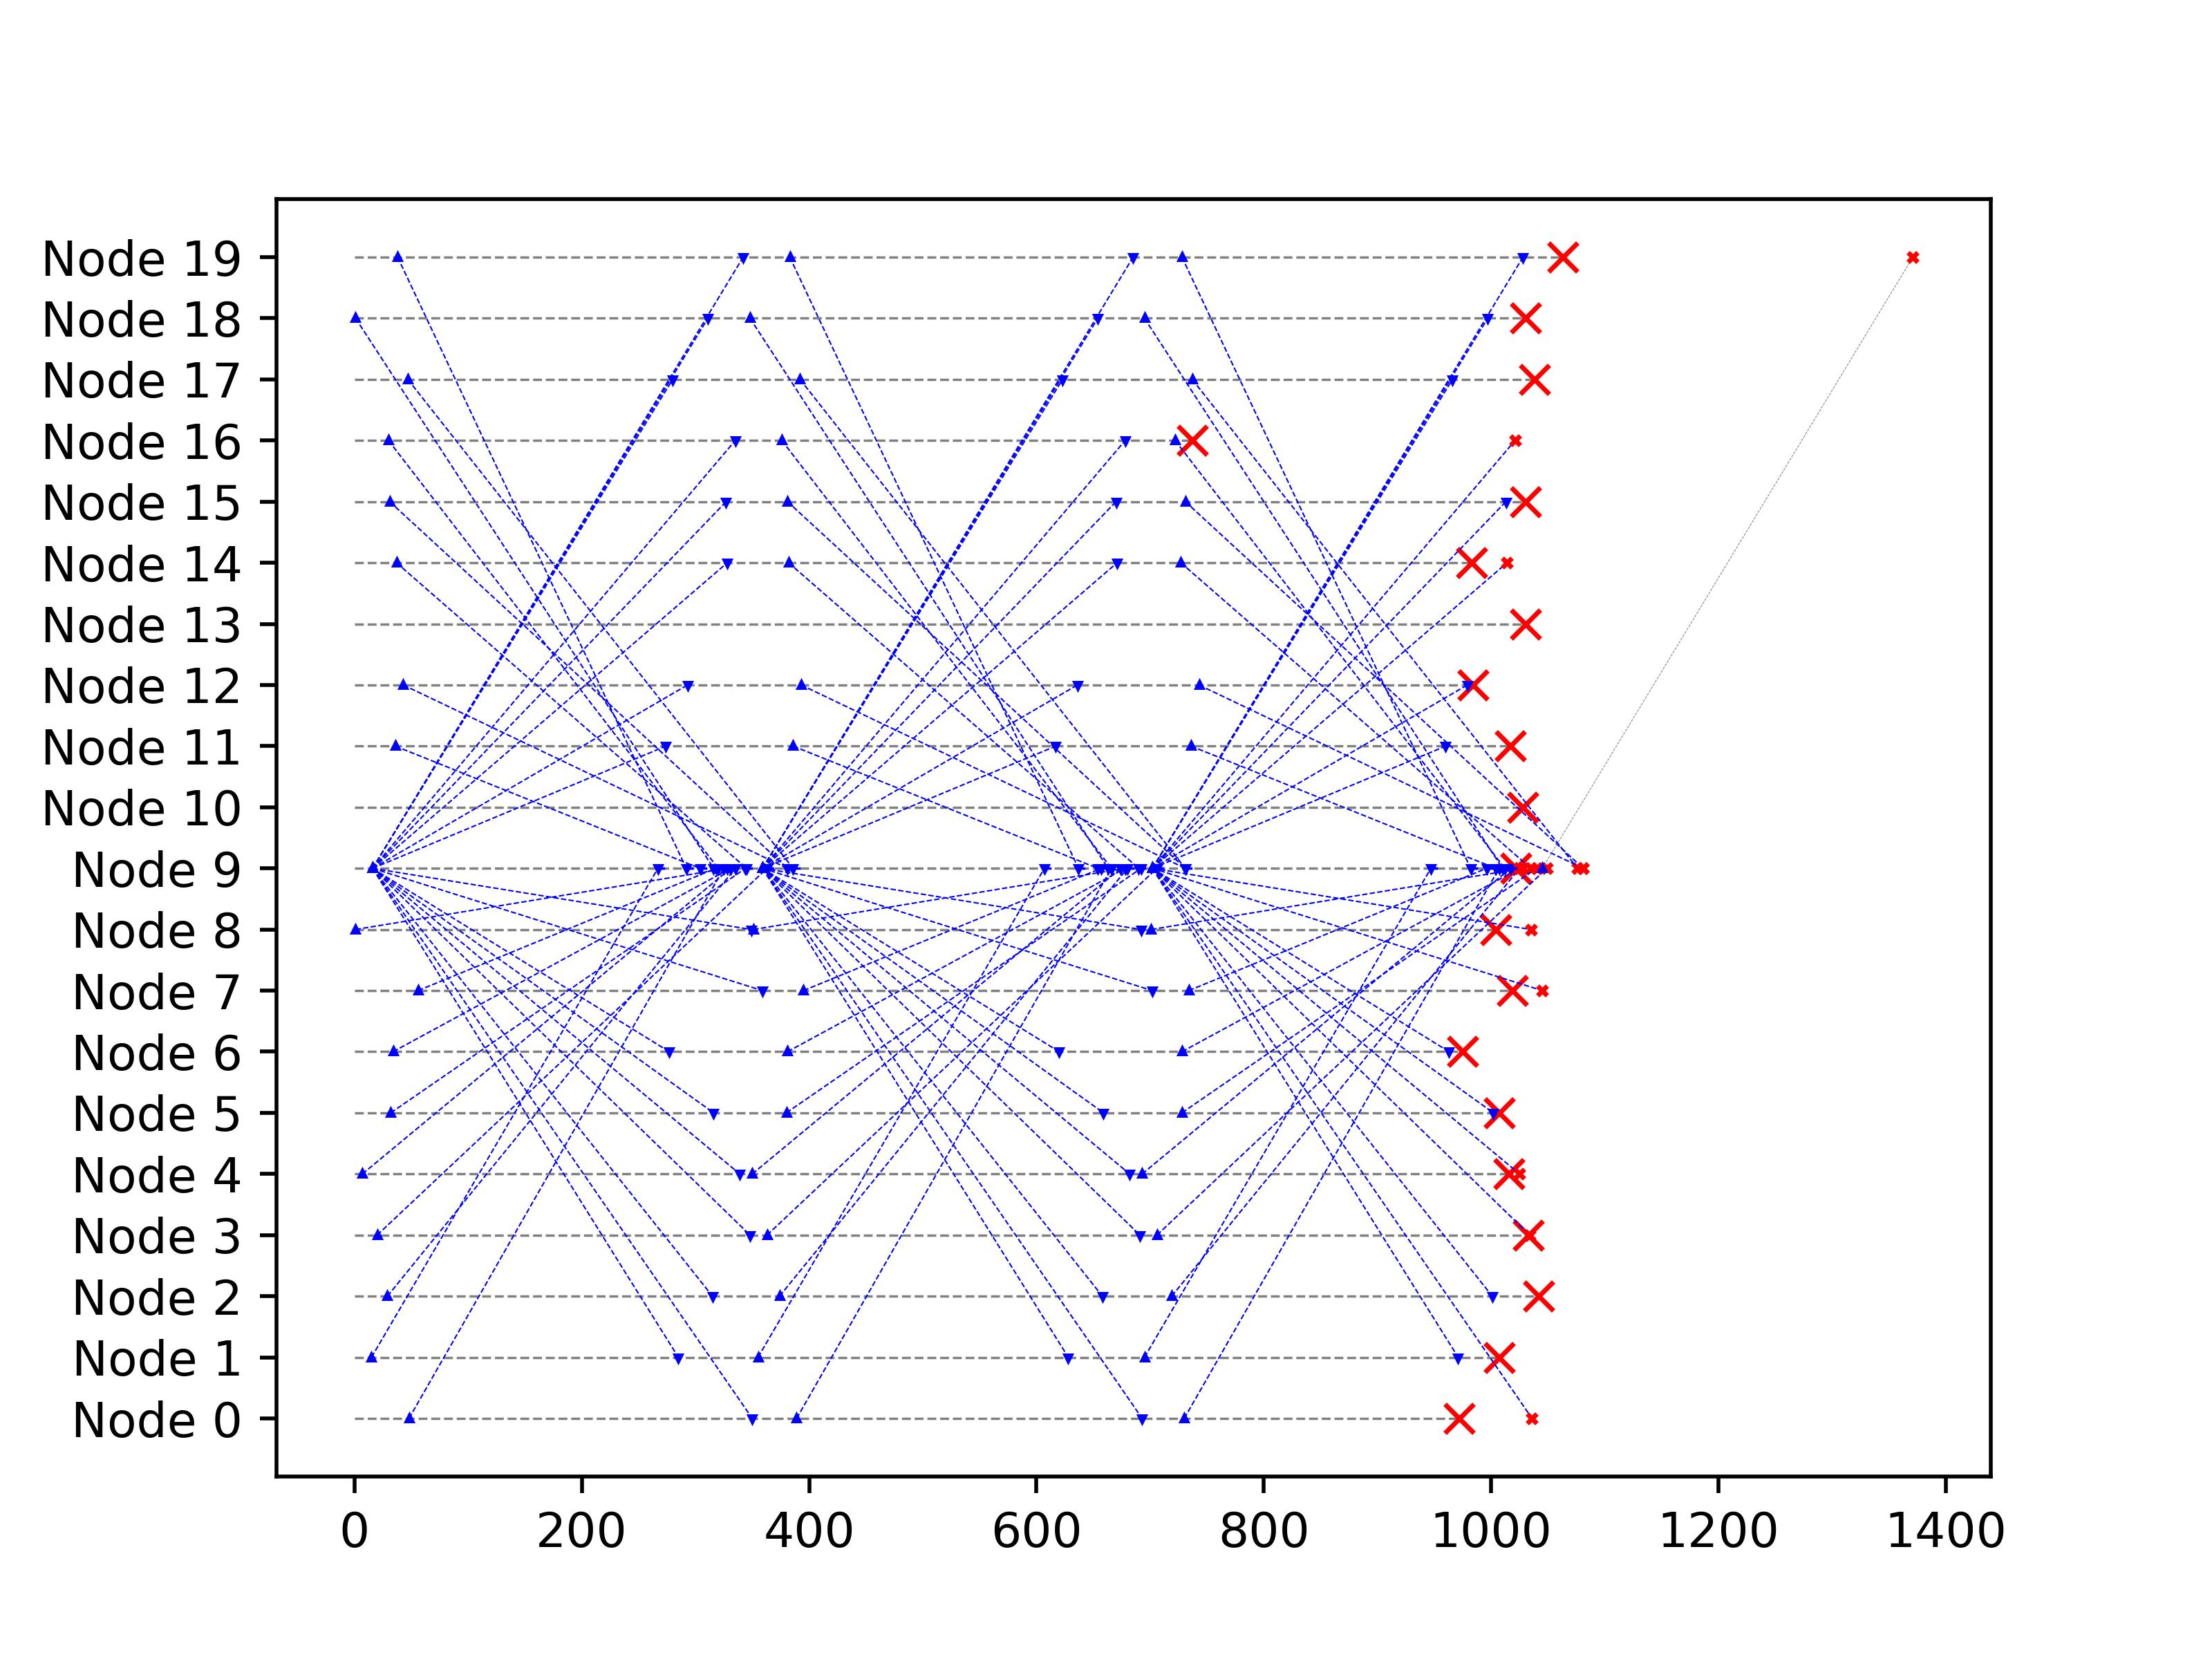 Node 19
Node 18
Node 17
Node 16
Node 15
Node 14
Node 13
Node 12
Node 11
Node 10
Node 9
Node 8
Node 7
Node 6
Node 5
Node 4
Node 3
Node 2
Node 1
Node 0
0 200 400 600 800 1000 1200 1400